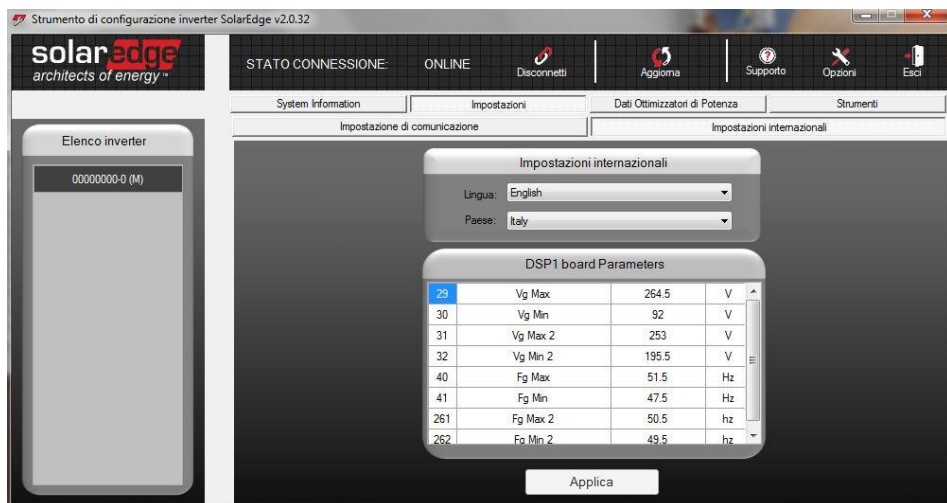 Strumento di configurazione inverter SolarEdge v2.0.32
solaredge
architects of energy™
STATO CONNESSIONE: ONLINE
Disconnetti
Aggiorna
Supporto
Opzioni
Esci
System Information
Impostazioni
Dati Ottimizzatori di Potenza
Strumenti
Impostazione di comunicazione
Impostazioni internazionali
Elenco inverter
00000000-0 (M)
Impostazioni internazionali
Lingua: English
Paese: Italy
DSP1 board Parameters
29 Vg Max 264.5 V
30 Vg Min 92 V
31 Vg Max 2 253 V
32 Vg Min 2 195.5 V
40 Fg Max 51.5 Hz
41 Fg Min 47.5 Hz
261 Fg Max 2 50.5 hz
262 Fg Min 2 49.5 hz
Applica